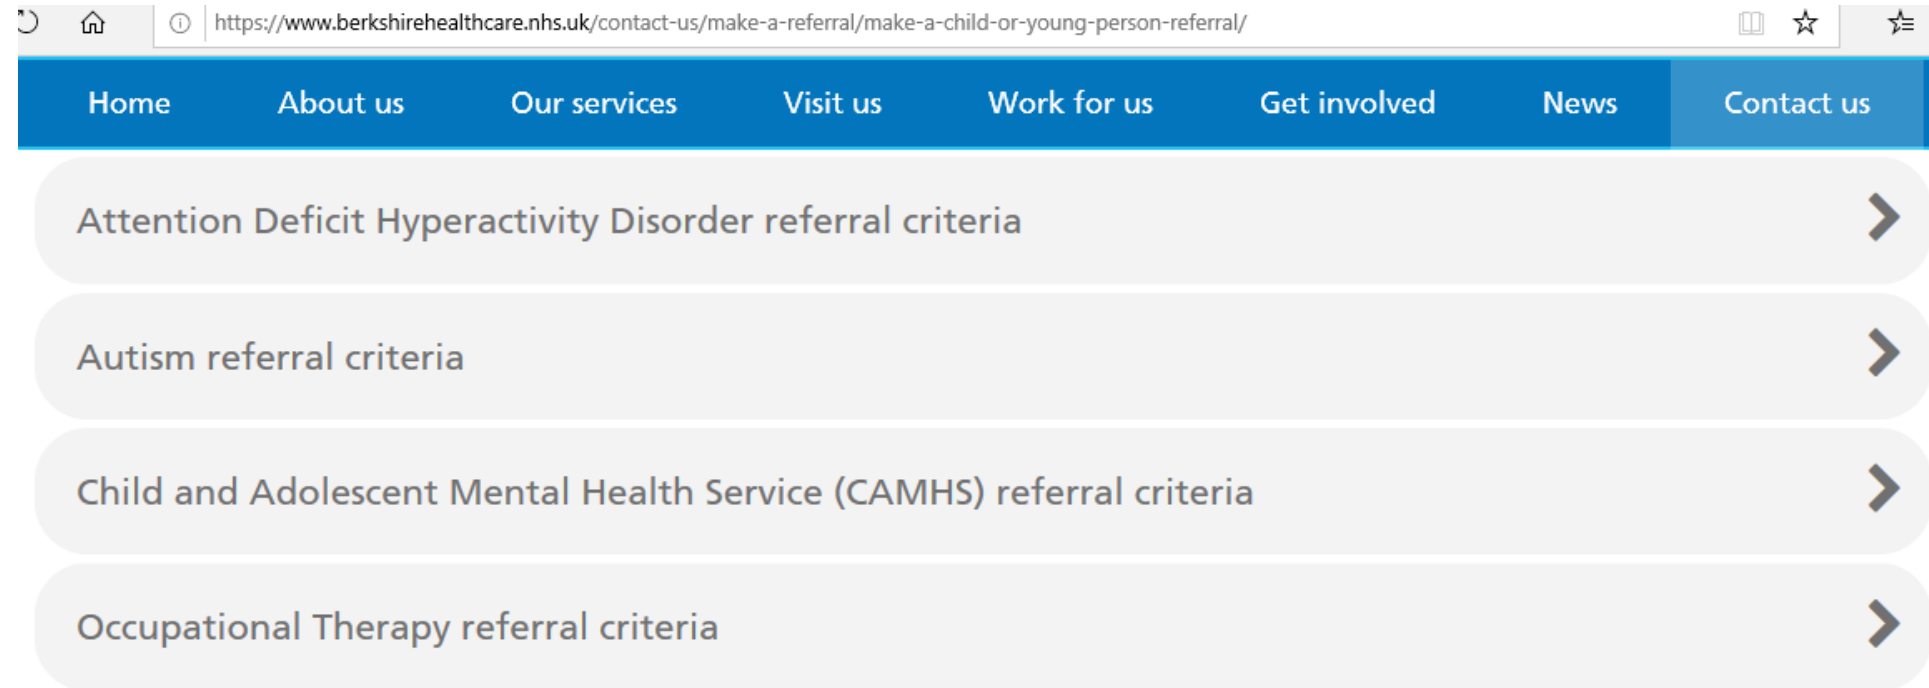 https://www.berkshirehealthcare.nhs.uk/contact-us/make-a-referral/make-a-child-or-young-person-referral/
Home About us Our services Visit us Work for us Get involved News Contact us
Attention Deficit Hyperactivity Disorder referral criteria
Autism referral criteria
Child and Adolescent Mental Health Service (CAMHS) referral criteria
Occupational Therapy referral criteria